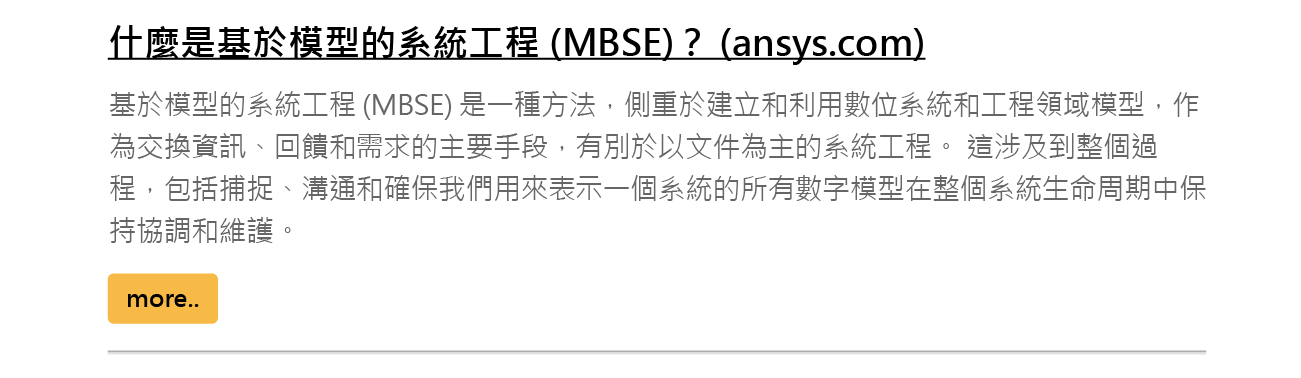 什麼是基於模型的系統工程 (MBSE)？ (ansys.com)
基於模型的系統工程 (MBSE) 是一種方法，側重於建立和利用數位系統和工程領域模型，作
為交換資訊、回饋和需求的主要手段，有別於以文件為主的系統工程。 這涉及到整個過
程，包括捕捉、溝通和確保我們用來表示一個系統的所有數字模型在整個系統生命周期中保
持協調和維護。
more..